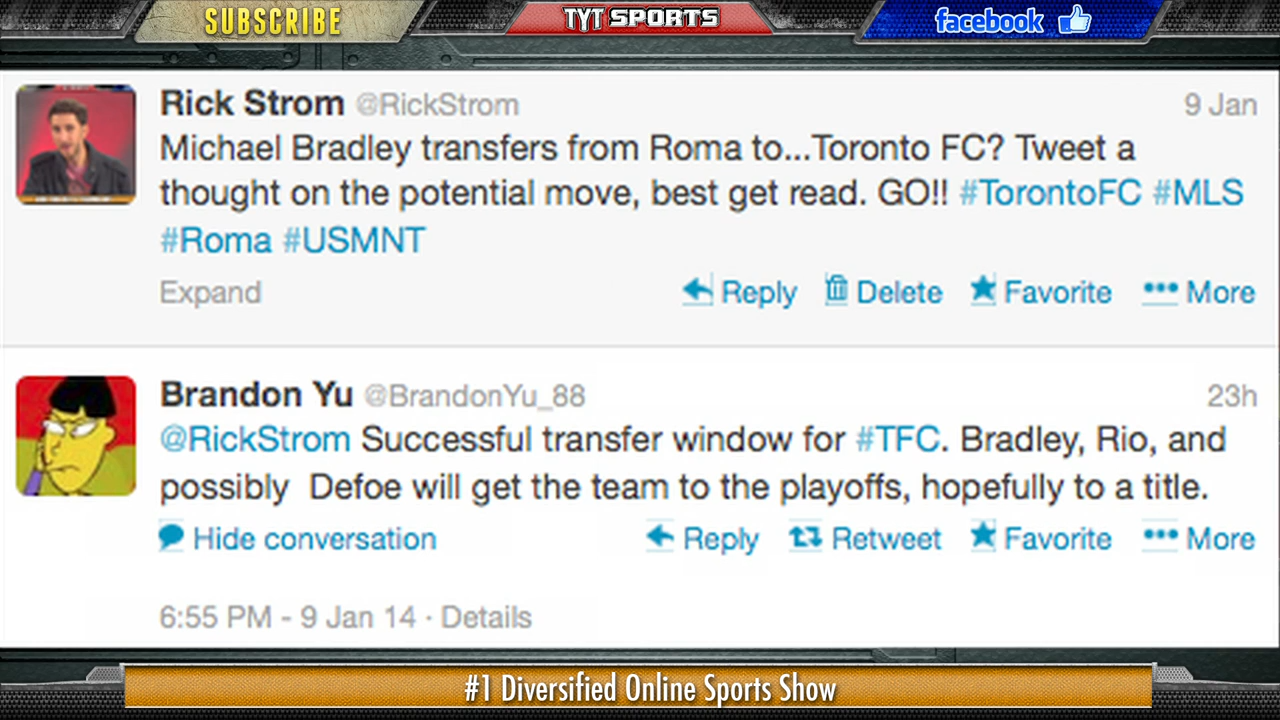 SUBSCRIBE TYT SPORTS facebook
Rick Strom @RickStrom 9 Jan
Michael Bradley transfers from Roma to...Toronto FC? Tweet a
thought on the potential move, best get read. GO!! #TorontoFC #MLS
#Roma #USMNT
Expand Reply Delete Favorite More
Brandon Yu @BrandonYu_88 23h
@RickStrom Successful transfer window for #TFC. Bradley, Rio, and
possibly Defoe will get the team to the playoffs, hopefully to a title.
Hide conversation Reply Retweet Favorite More
6:55 PM - 9 Jan 14 · Details
#1 Diversified Online Sports Show